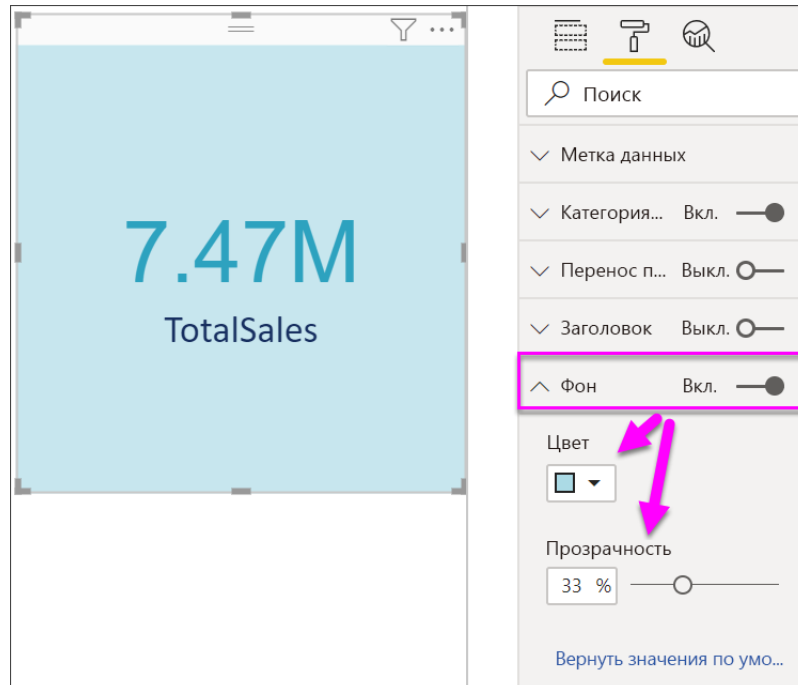 7.47M
TotalSales
Поиск
Метка данных
Категория... Вкл.
Перенос п... Выкл.
Заголовок Выкл.
Фон Вкл.
Цвет
Прозрачность
33 %
Вернуть значения по умо...